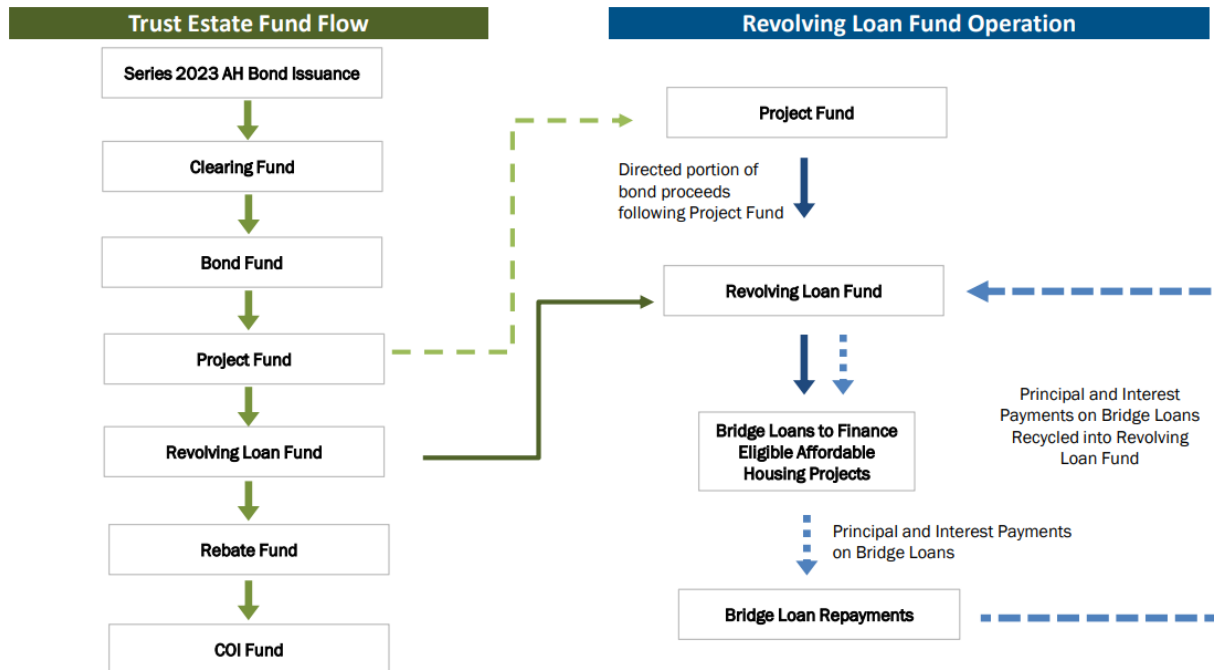 Trust Estate Fund Flow
Series 2023 AH Bond Issuance
Clearing Fund
Bond Fund
Project Fund
Revolving Loan Fund
Rebate Fund
COI Fund
Revolving Loan Fund Operation
Project Fund
Directed portion of
bond proceeds
following Project Fund
Revolving Loan Fund
Bridge Loans to Finance
Eligible Affordable
Housing Projects
Principal and Interest
Payments on Bridge Loans
Recycled into Revolving
Loan Fund
Principal and Interest Payments
on Bridge Loans
Bridge Loan Repayments